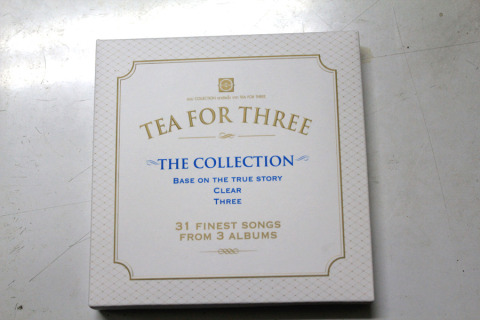 TEA FOR THREE
THE COLLECTION
BASE ON THE TRUE STORY
CLEAR
THREE
31 FINEST SONGS
FROM 3 ALBUMS